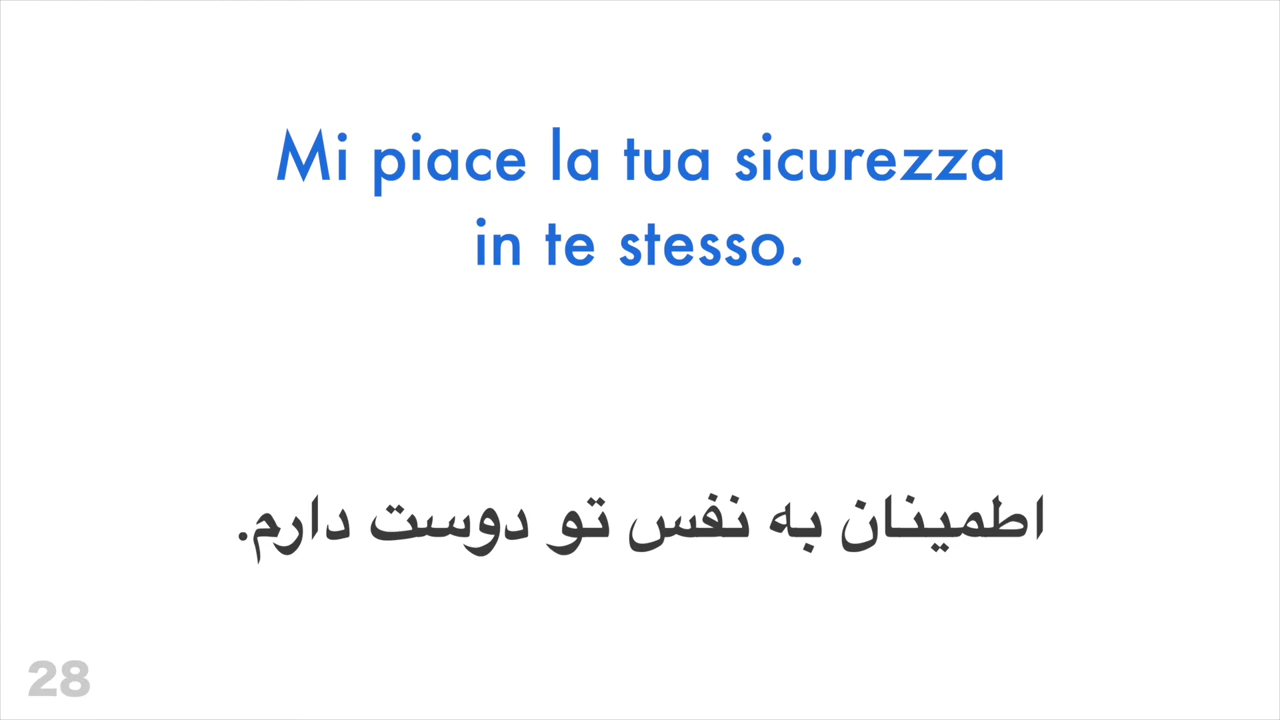 Mi piace la tua sicurezza
in te stesso.
اطمینان به نفس تو دوست دارم.
28